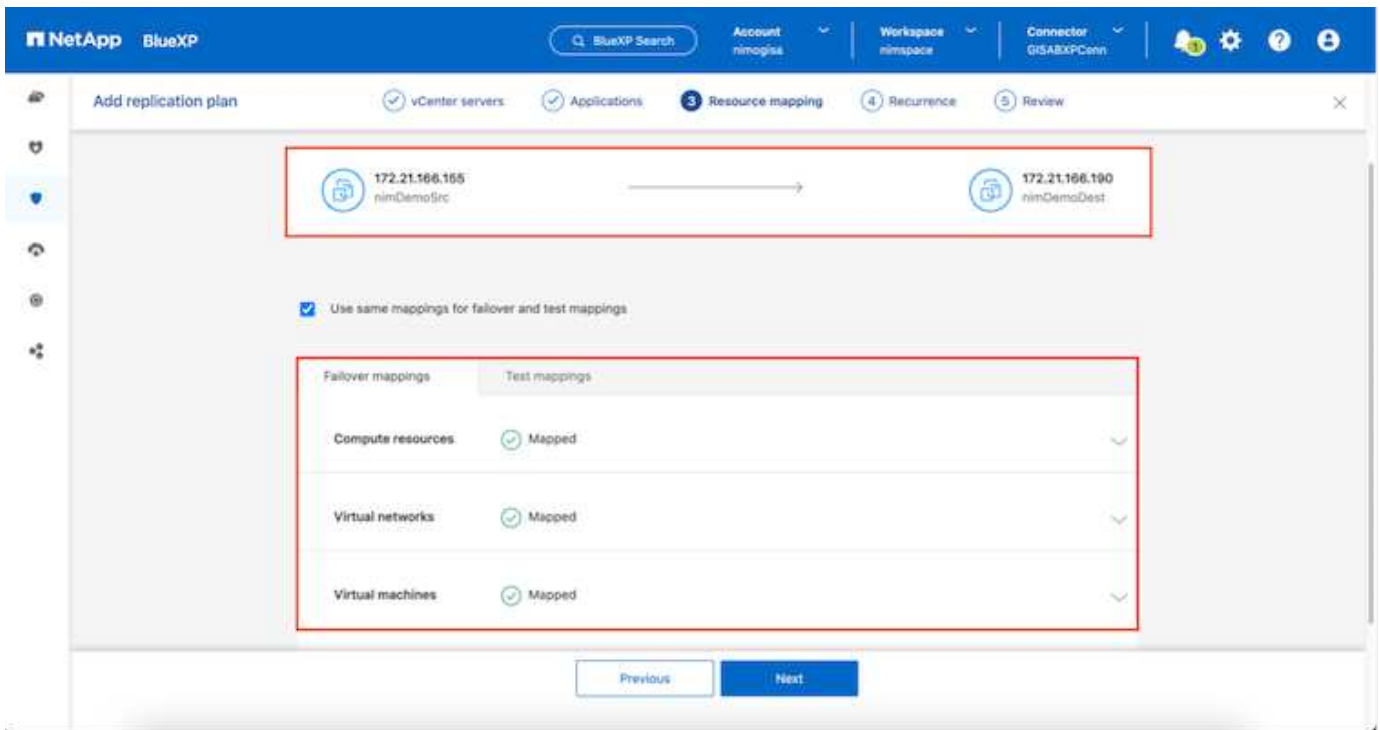 NetApp BlueXP
BlueXP Search
Account
nimogisa
Workspace
nimspace
Connector
GISABXPConn
1
Add replication plan
vCenter servers
Applications
3 Resource mapping
4 Recurrence
5 Review
172.21.166.165
nimDemoSrc
172.21.166.190
nimDemoDest
Use same mappings for failover and test mappings
Failover mappings
Test mappings
Compute resources
Mapped
Virtual networks
Mapped
Virtual machines
Mapped
Previous
Next